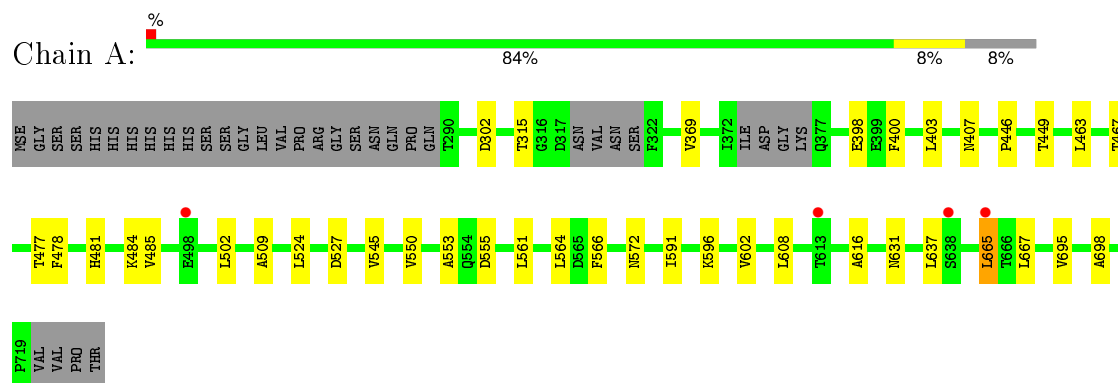 %
Chain A:
84% 8% 8%
MSE GLY SER SER HIS HIS HIS HIS HIS HIS SER SER GLY LEU VAL PRO ARG GLY SER ASN GLN PRO GLN T290 D302 T315 G316 D317 ASN VAL ASN SER F322 V369 I372 ILE ASP GLY LYS Q377 E398 E399 F400 L403 N407 P446 T449 L463 T467
T477 F478 H481 K484 V485 E498 L502 A509 L524 D527 V545 V550 A553 Q554 D555 L561 L564 D565 F566 N572 I591 K596 V602 L608 T613 A616 N631 L637 S638 L665 T666 L667 V695 A698
P719 VAL VAL PRO THR